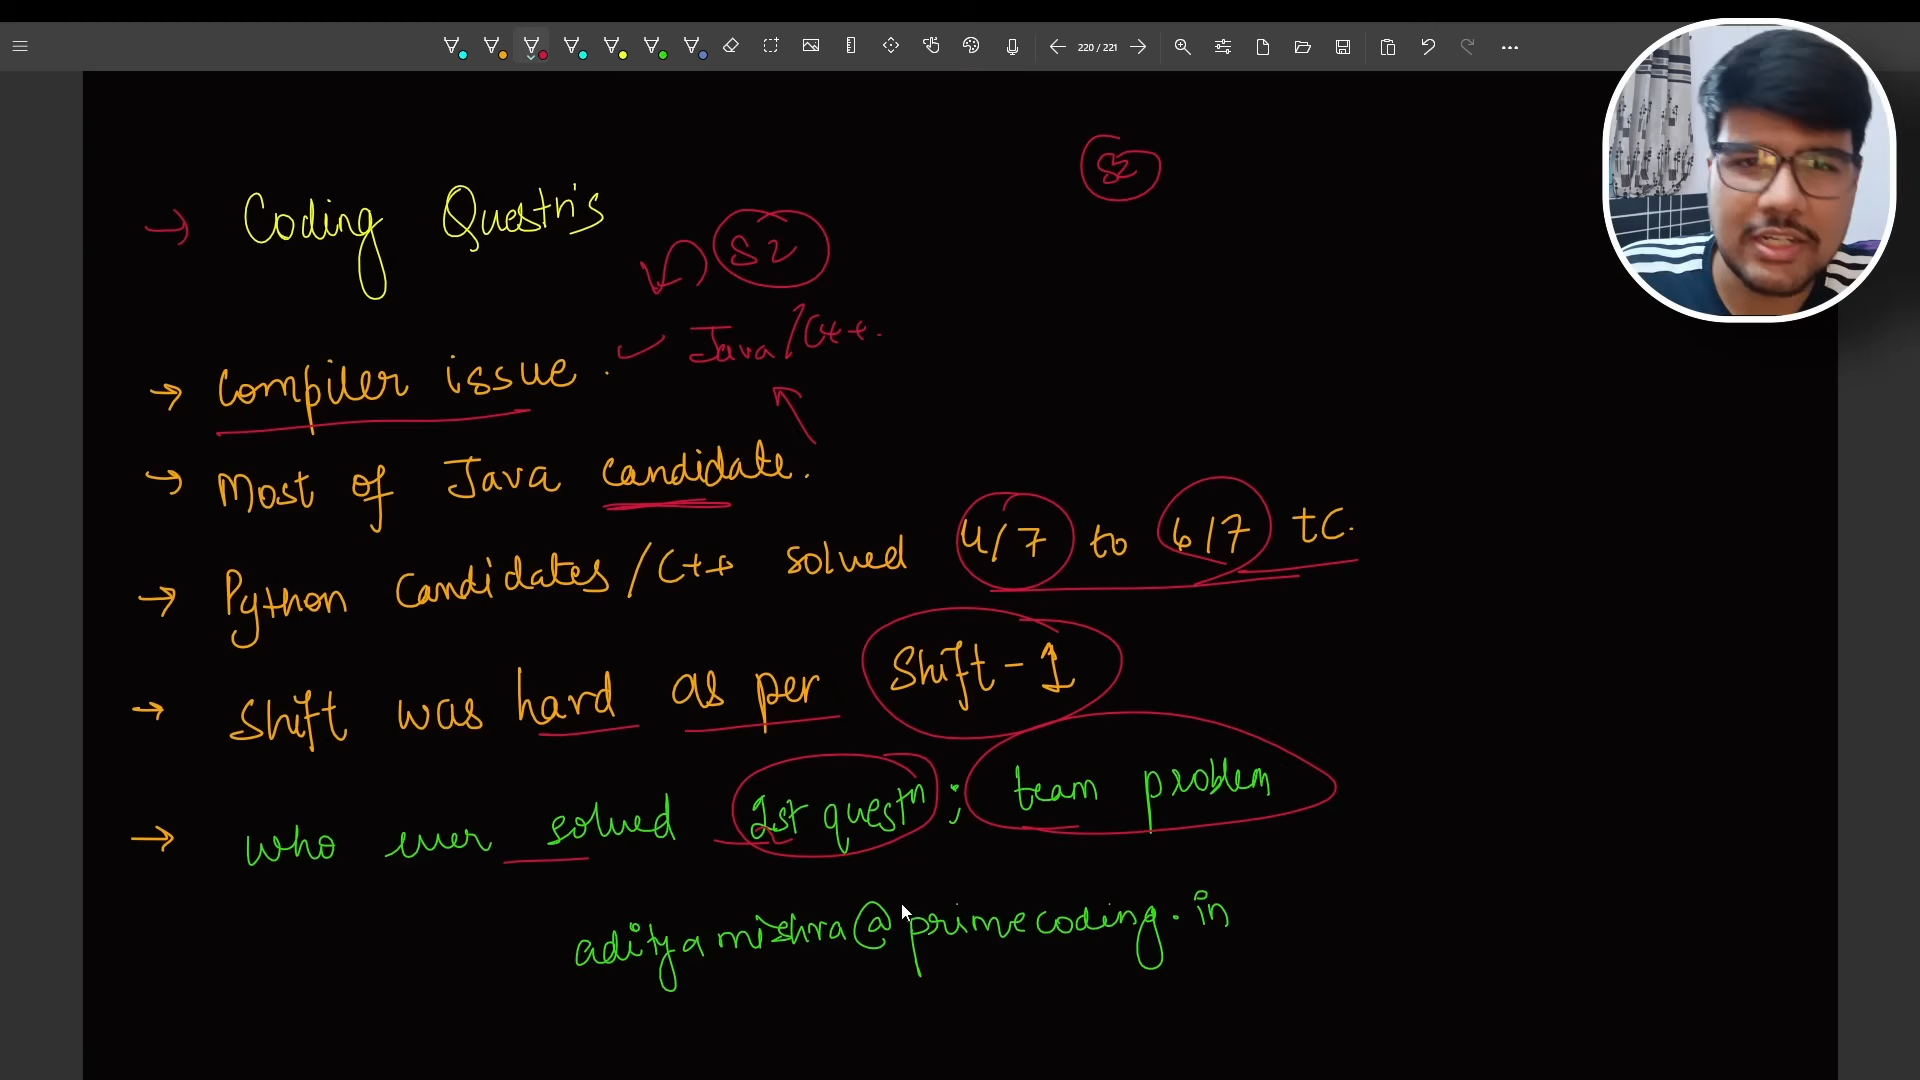 220 / 221
S2
→ Coding Questn's
S2
→ Compiler issue. Java/C++.
→ Most of Java candidate.
→ Python Candidates/C++ solved 4/7 to 6/7 tc.
→ Shift was hard as per Shift-1
→ who ever solved 1st questn; team problem
adityamishra@primecoding.in